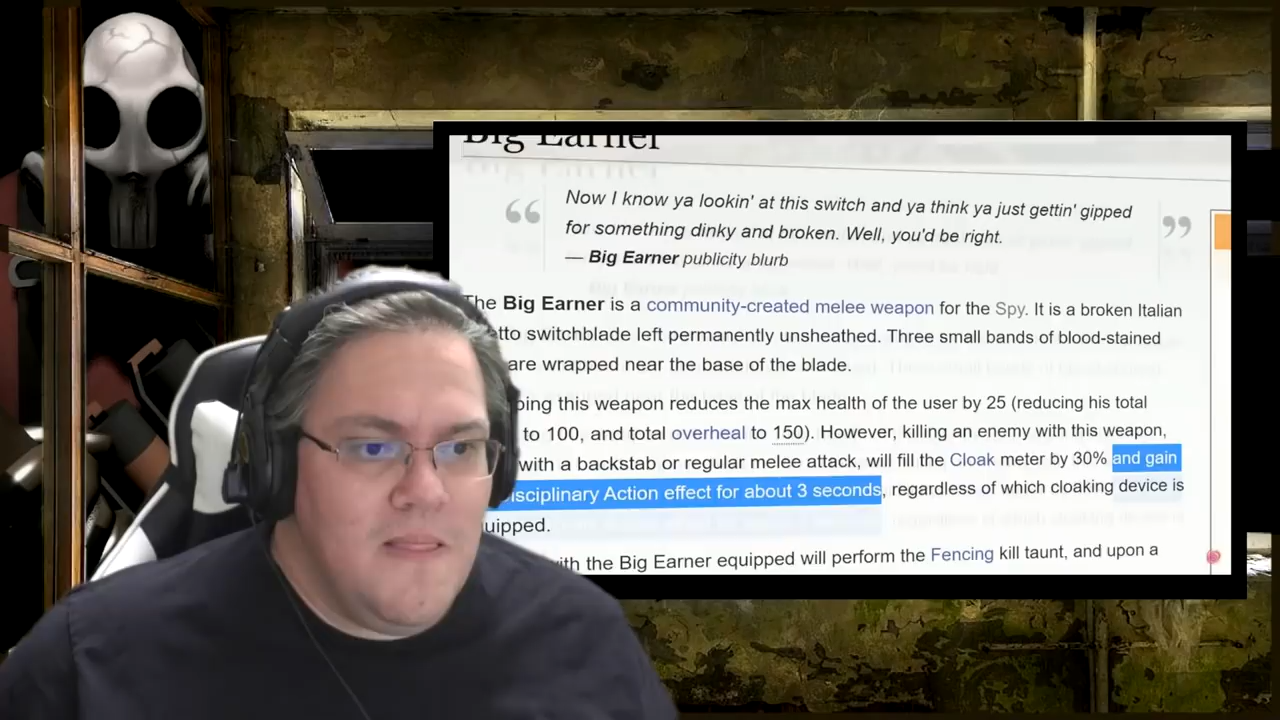 Big Earner
“ Now I know ya lookin' at this switch and ya think ya just gettin' gipped ”
for something dinky and broken. Well, you'd be right.
— Big Earner publicity blurb
The Big Earner is a community-created melee weapon for the Spy. It is a broken Italian
tto switchblade left permanently unsheathed. Three small bands of blood-stained
are wrapped near the base of the blade.
ping this weapon reduces the max health of the user by 25 (reducing his total
to 100, and total overheal to 150). However, killing an enemy with this weapon,
with a backstab or regular melee attack, will fill the Cloak meter by 30% and gain
isciplinary Action effect for about 3 seconds, regardless of which cloaking device is
uipped.
ith the Big Earner equipped will perform the Fencing kill taunt, and upon a